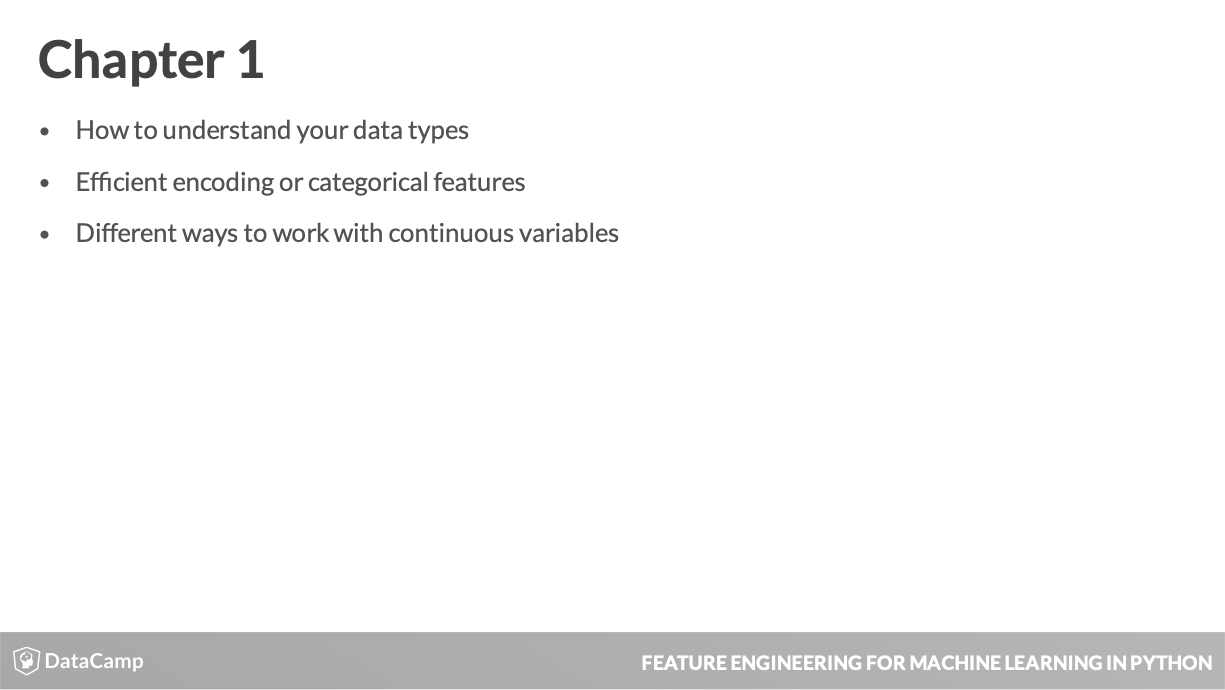 Chapter 1
• How to understand your data types
• Efficient encoding or categorical features
• Different ways to work with continuous variables
DataCamp
FEATURE ENGINEERING FOR MACHINE LEARNING IN PYTHON